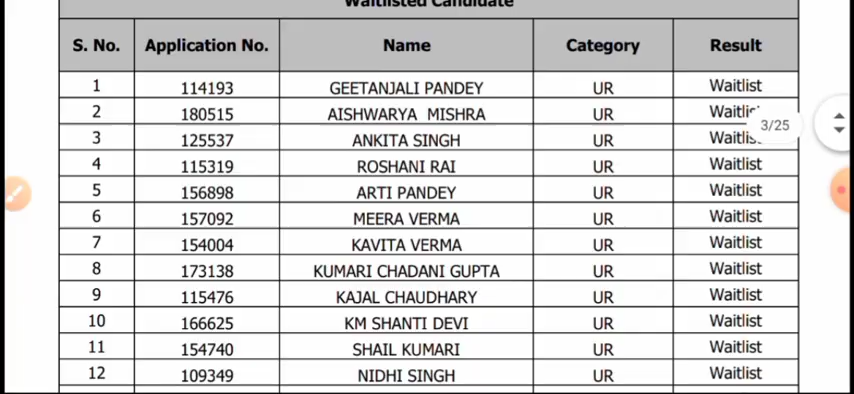 Waitlisted Candidate
S. No. Application No. Name Category Result
1 114193 GEETANJALI PANDEY UR Waitlist
2 180515 AISHWARYA MISHRA UR Waitlist
3 125537 ANKITA SINGH UR Waitlist
3/25
4 115319 ROSHANI RAI UR Waitlist
5 156898 ARTI PANDEY UR Waitlist
6 157092 MEERA VERMA UR Waitlist
7 154004 KAVITA VERMA UR Waitlist
8 173138 KUMARI CHADANI GUPTA UR Waitlist
9 115476 KAJAL CHAUDHARY UR Waitlist
10 166625 KM SHANTI DEVI UR Waitlist
11 154740 SHAIL KUMARI UR Waitlist
12 109349 NIDHI SINGH UR Waitlist